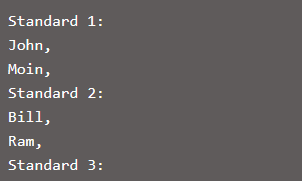 Standard 1:
John,
Moin,
Standard 2:
Bill,
Ram,
Standard 3: